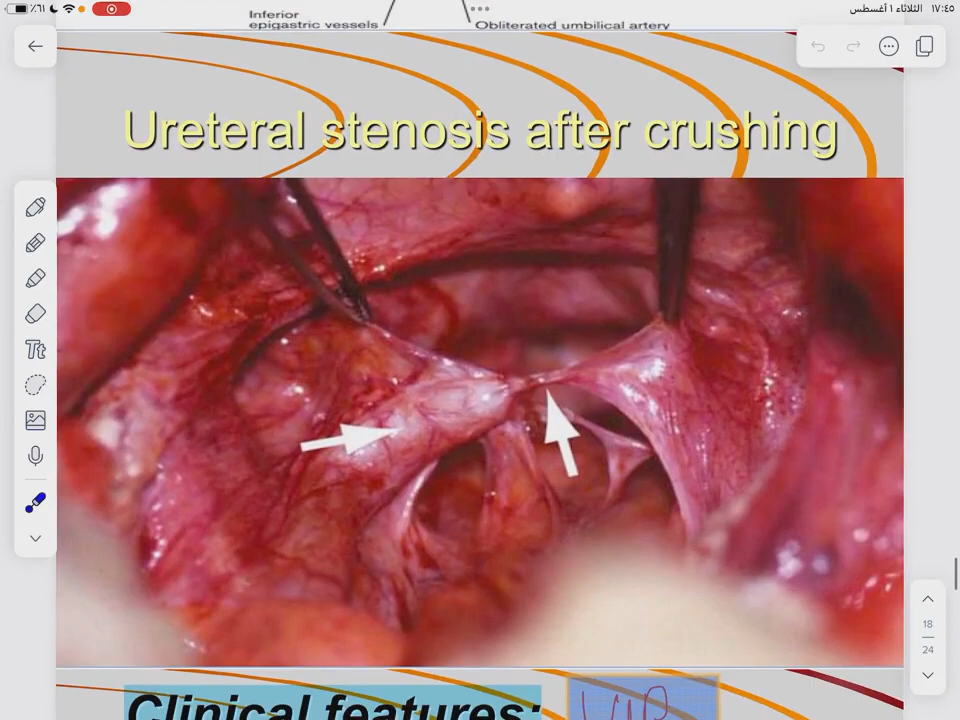 ٪٦١ الثلاثاء ١ أغسطس ١٧:٤٥
Inferior
epigastric vessels
Obliterated umbilical artery
Ureteral stenosis after crushing
Tt
18
24
Clinical features: